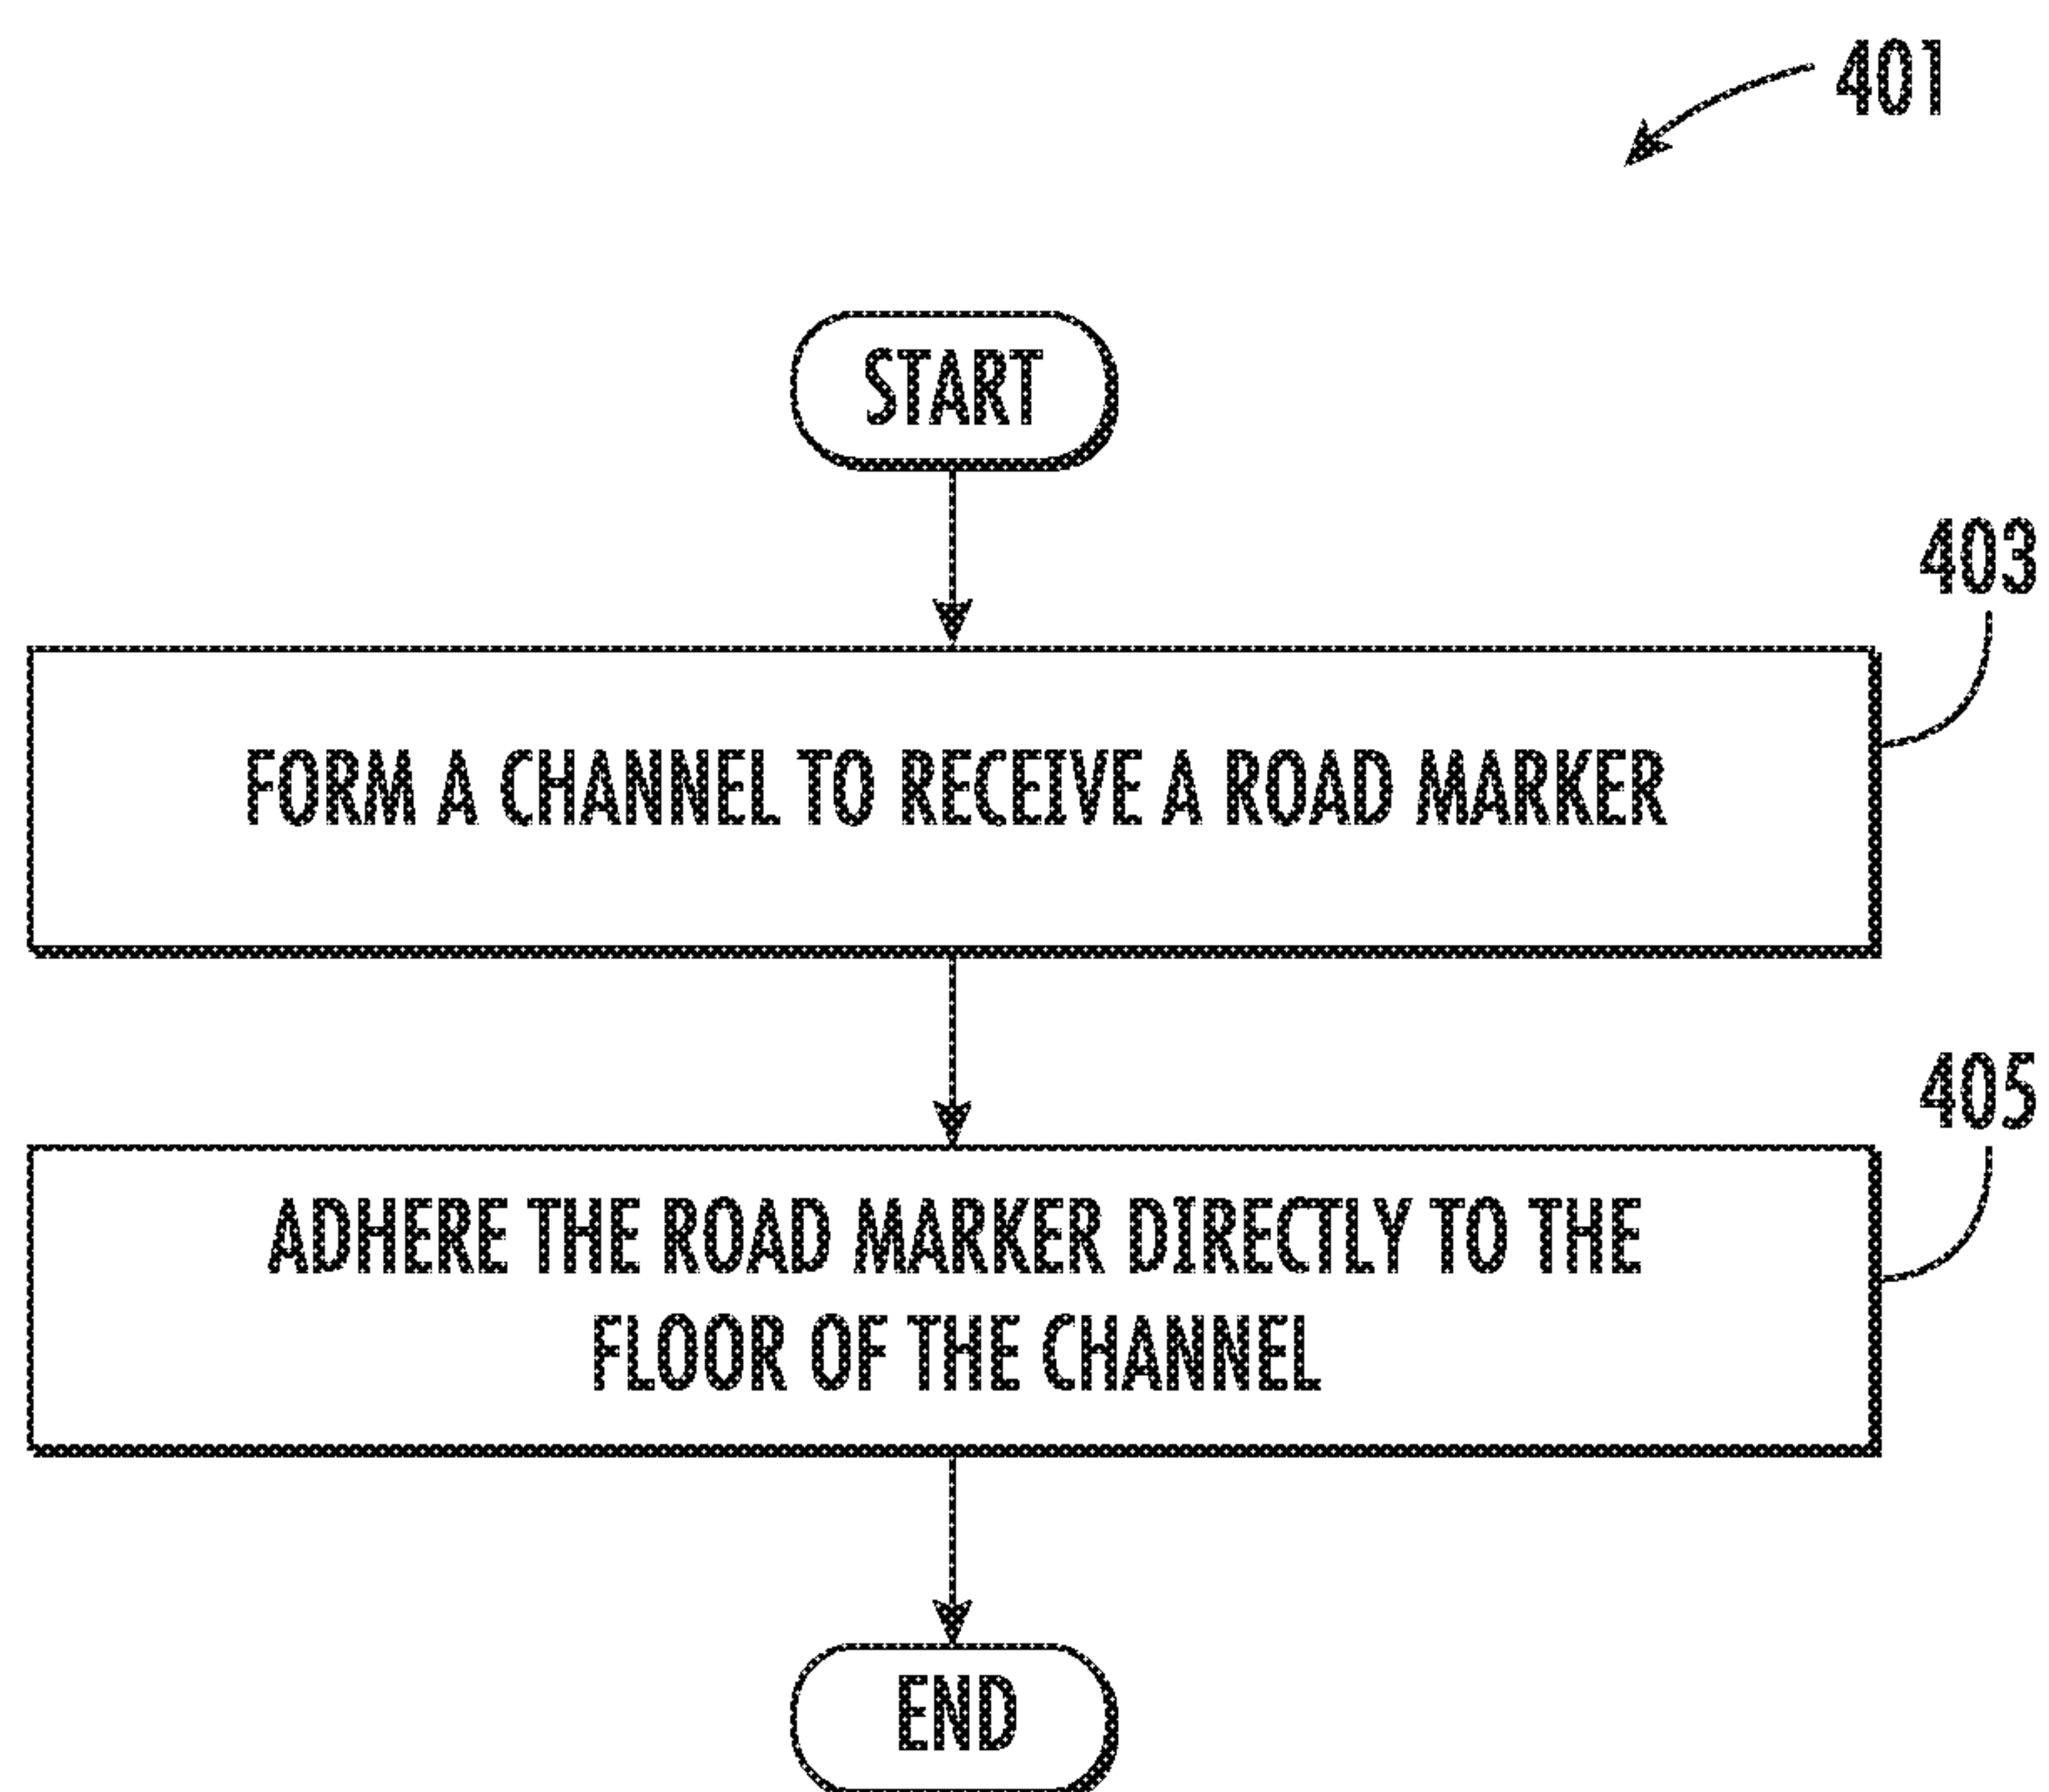 401
START
403
FORM A CHANNEL TO RECEIVE A ROAD MARKER
405
ADHERE THE ROAD MARKER DIRECTLY TO THE
FLOOR OF THE CHANNEL
END